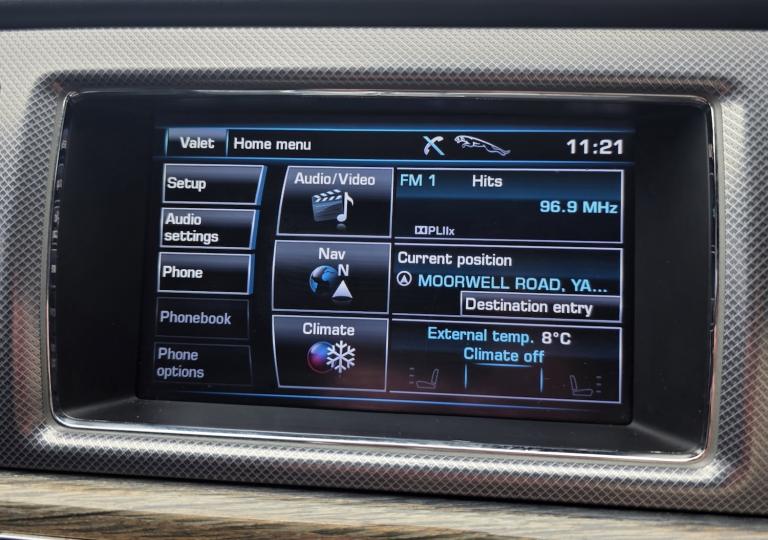 Valet Home menu 11:21
Setup
Audio
settings
Phone
Phonebook
Phone
options
Audio/Video
Nav
N
Climate
FM 1 Hits
96.9 MHz
PLIIx
Current position
MOORWELL ROAD, YA...
Destination entry
External temp. 8°C
Climate off